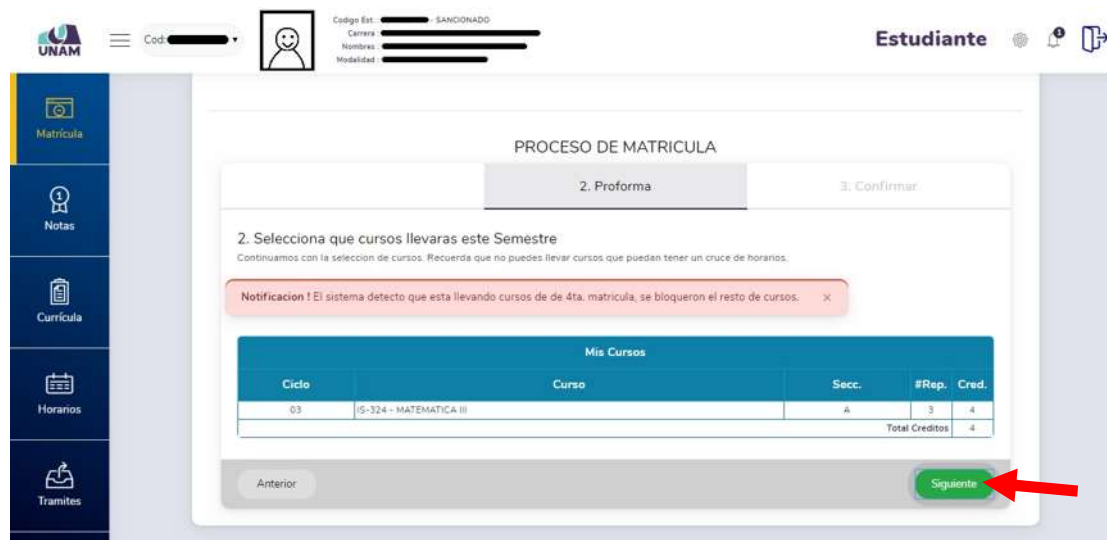 UNAM
Cod:
Codigo Est. : - SANCIONADO
Carrera :
Nombres :
Modalidad :
Estudiante
Matrícula
Notas
Currícula
Horarios
Tramites
PROCESO DE MATRICULA
2. Proforma
3. Confirmar
2. Selecciona que cursos llevaras este Semestre
Continuamos con la seleccion de cursos. Recuerda que no puedes llevar cursos que puedan tener un cruce de horarios.
Notificacion ! El sistema detecto que esta llevando cursos de de 4ta. matricula, se bloqueron el resto de cursos. ×
Mis Cursos
Ciclo Curso Secc. #Rep. Cred.
03 IS-324 - MATEMATICA III A 3 4
Total Creditos 4
Anterior
Siguiente